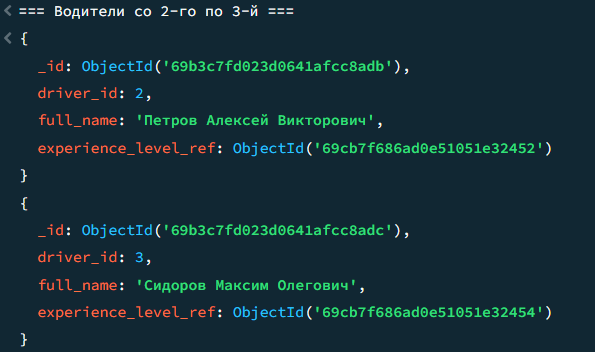 === Водители со 2-го по 3-й ===
{
_id: ObjectId('69b3c7fd023d0641afcc8adb'),
driver_id: 2,
full_name: 'Петров Алексей Викторович',
experience_level_ref: ObjectId('69cb7f686ad0e51051e32452')
}
{
_id: ObjectId('69b3c7fd023d0641afcc8adc'),
driver_id: 3,
full_name: 'Сидоров Максим Олегович',
experience_level_ref: ObjectId('69cb7f686ad0e51051e32454')
}